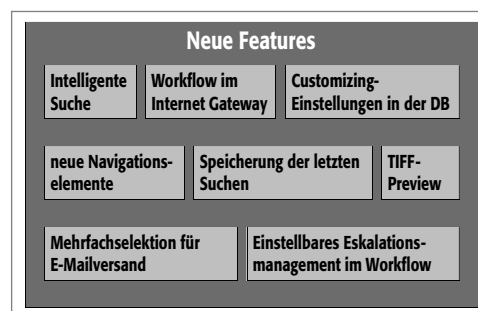 Neue Features
Intelligente
Suche
Workflow im
Internet Gateway
Customizing-
Einstellungen in der DB
neue Navigations-
elemente
Speicherung der letzten
Suchen
TIFF-
Preview
Mehrfachselektion für
E-Mailversand
Einstellbares Eskalations-
management im Workflow